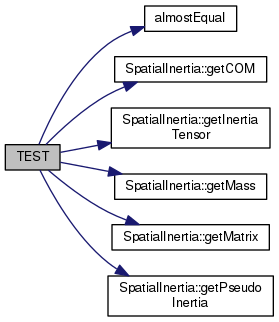 almostEqual
SpatialInertia::getCOM
SpatialInertia::getInertia
Tensor
TEST
SpatialInertia::getMass
SpatialInertia::getMatrix
SpatialInertia::getPseudo
Inertia